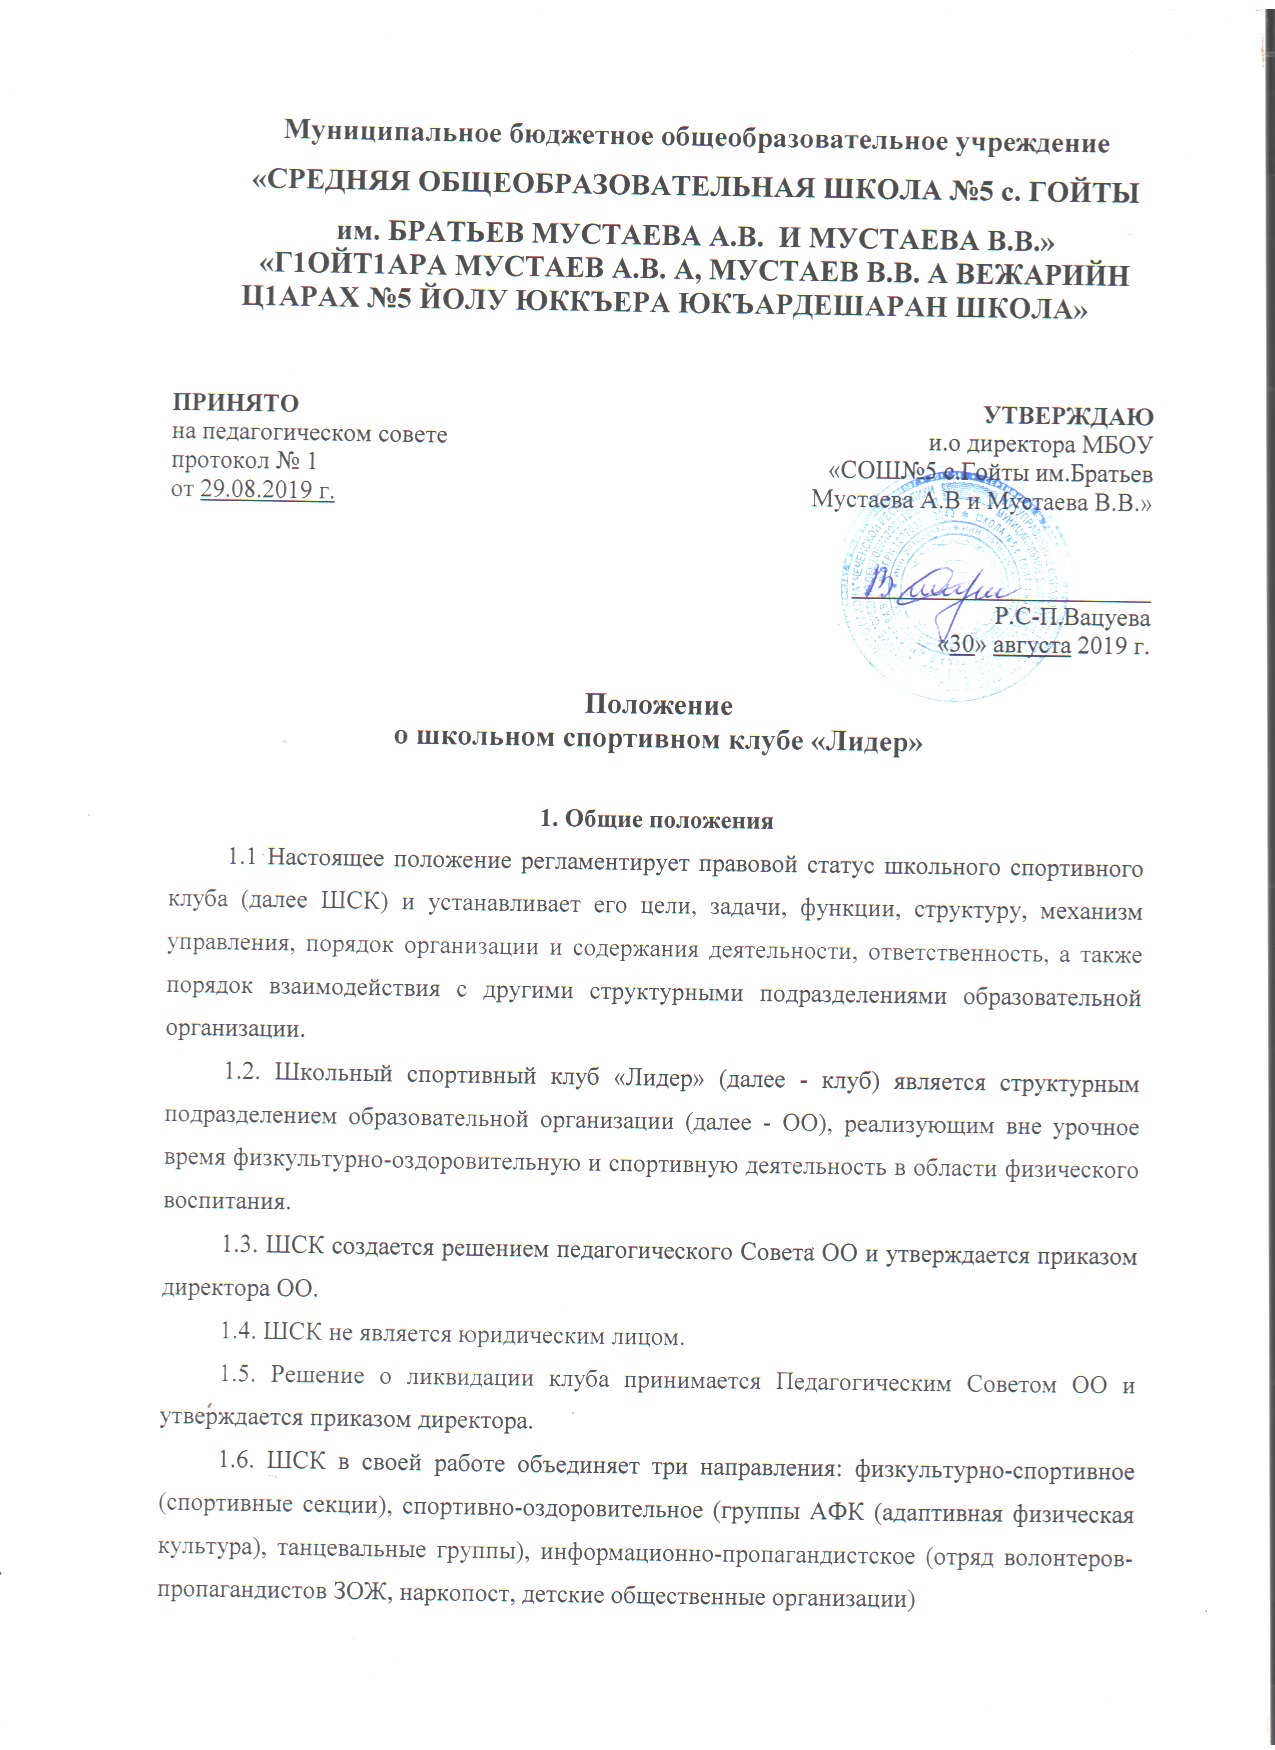 Муниципальное бюджетное общеобразовательное учреждение
«СРЕДНЯЯ ОБЩЕОБРАЗОВАТЕЛЬНАЯ ШКОЛА №5 с. ГОЙТЫ
им. БРАТЬЕВ МУСТАЕВА А.В. И МУСТАЕВА В.В.»
«Г1ОЙТ1АРА МУСТАЕВ А.В. А, МУСТАЕВ В.В. А ВЕЖАРИЙН
Ц1АРАХ №5 ЙОЛУ ЮККЪЕРА ЮКЪАРДЕШАРАН ШКОЛА»
ПРИНЯТО
на педагогическом совете
протокол № 1
от 29.08.2019 г.
УТВЕРЖДАЮ
и.о директора МБОУ
«СОШ№5 с.Гойты им.Братьев
Мустаева А.В и Мустаева В.В.»
Р.С-П.Вацуева
«30» августа 2019 г.
Положение
о школьном спортивном клубе «Лидер»
1. Общие положения
1.1 Настоящее положение регламентирует правовой статус школьного спортивного
клуба (далее ШСК) и устанавливает его цели, задачи, функции, структуру, механизм
управления, порядок организации и содержания деятельности, ответственность, а также
порядок взаимодействия с другими структурными подразделениями образовательной
организации.
1.2. Школьный спортивный клуб «Лидер» (далее - клуб) является структурным
подразделением образовательной организации (далее - ОО), реализующим вне урочное
время физкультурно-оздоровительную и спортивную деятельность в области физического
воспитания.
1.3. ШСК создается решением педагогического Совета ОО и утверждается приказом
директора ОО.
1.4. ШСК не является юридическим лицом.
1.5. Решение о ликвидации клуба принимается Педагогическим Советом ОО и
утверждается приказом директора.
1.6. ШСК в своей работе объединяет три направления: физкультурно-спортивное
(спортивные секции), спортивно-оздоровительное (группы АФК (адаптивная физическая
культура), танцевальные группы), информационно-пропагандистское (отряд волонтеров-
пропагандистов ЗОЖ, наркопост, детские общественные организации)